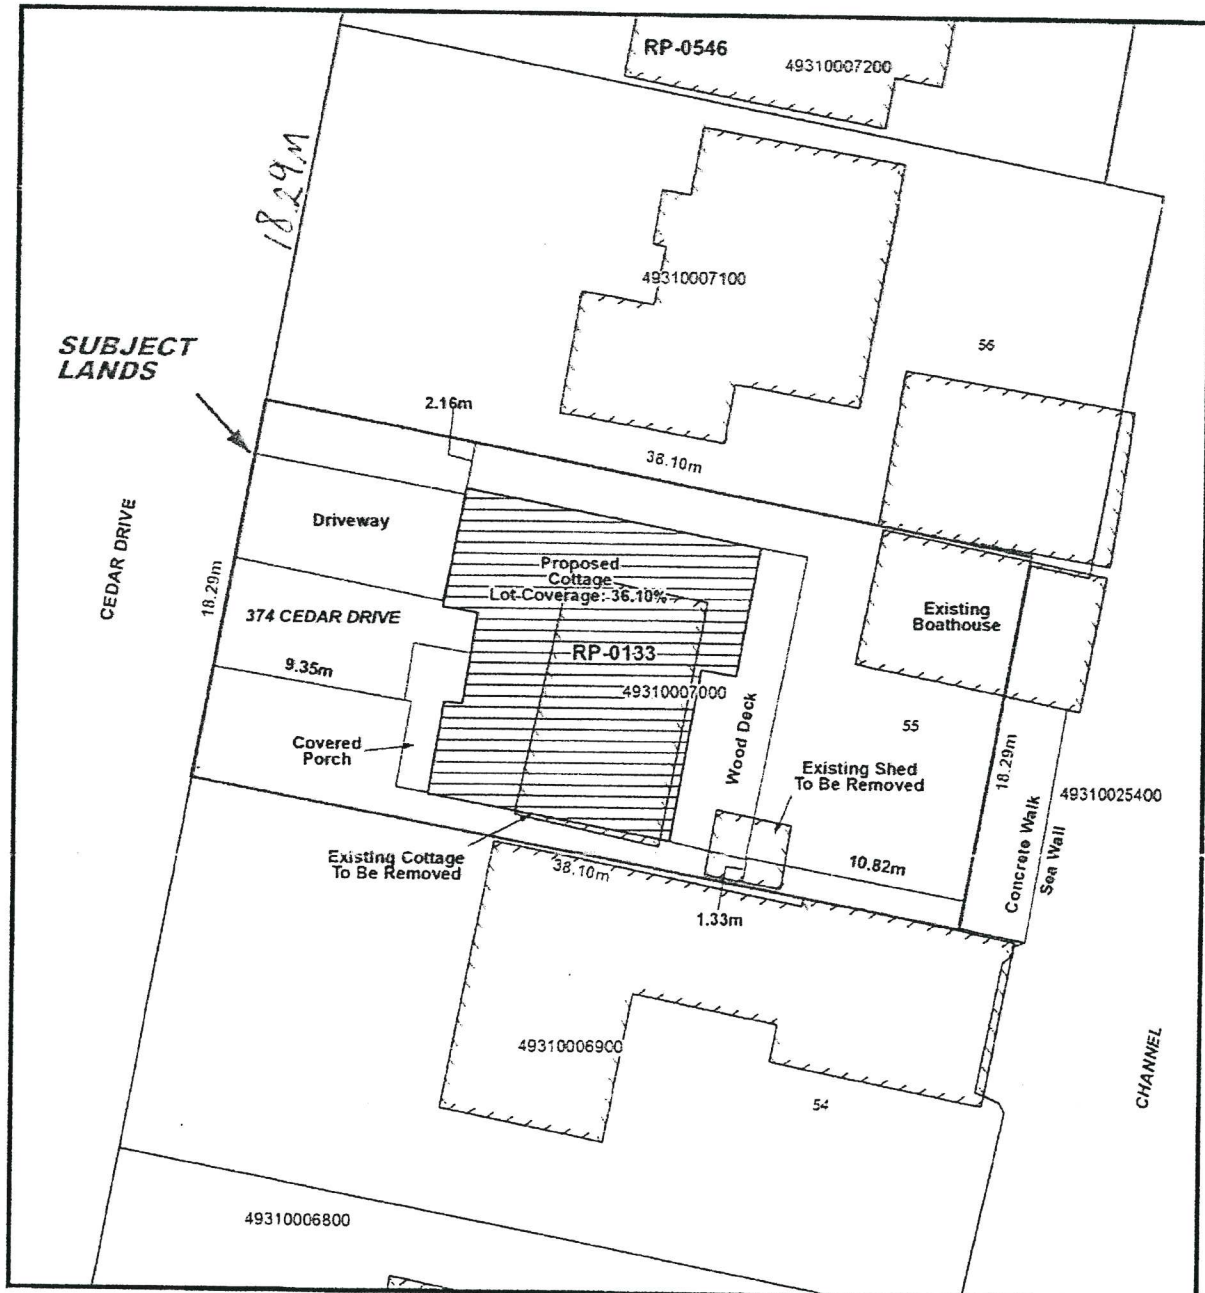 RP-0546
49310007200
18.29M
49310007100
SUBJECT
LANDS
56
2.16m
38.10m
CEDAR DRIVE
Driveway
18.29m
Proposed
Cottage
Lot Coverage: 36.10%
Existing
Boathouse
374 CEDAR DRIVE
RP-0133
9.35m
49310007000
Wood Deck
55
Covered
Porch
Existing Shed
To Be Removed
18.29m
Concrete Walk
Sea Wall
49310025400
Existing Cottage
To Be Removed
38.10m
10.82m
1.33m
49310006900
54
CHANNEL
49310006800